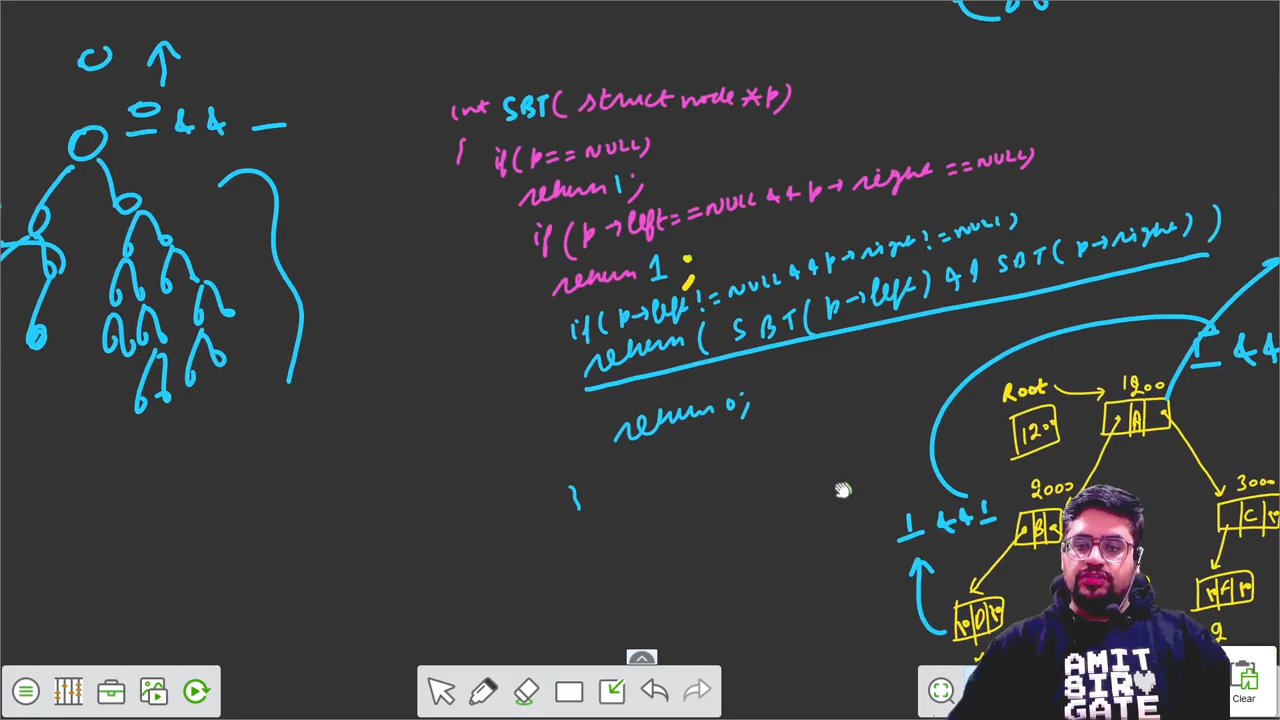 int SBT( struct node *p)
{ if(p== NULL)
return 1;
if( p→left==NULL && p→right ==NULL)
return 1;
if( p→left!=NULL && p→right!=NULL)
return( SBT(p→left) && SBT(p→right))
return 0;
}
— && —
1 &&
Root
1200
1200
A
2000
3000
1 && 1
B
C
D
F
AMIT
SIR
GATE
Clear